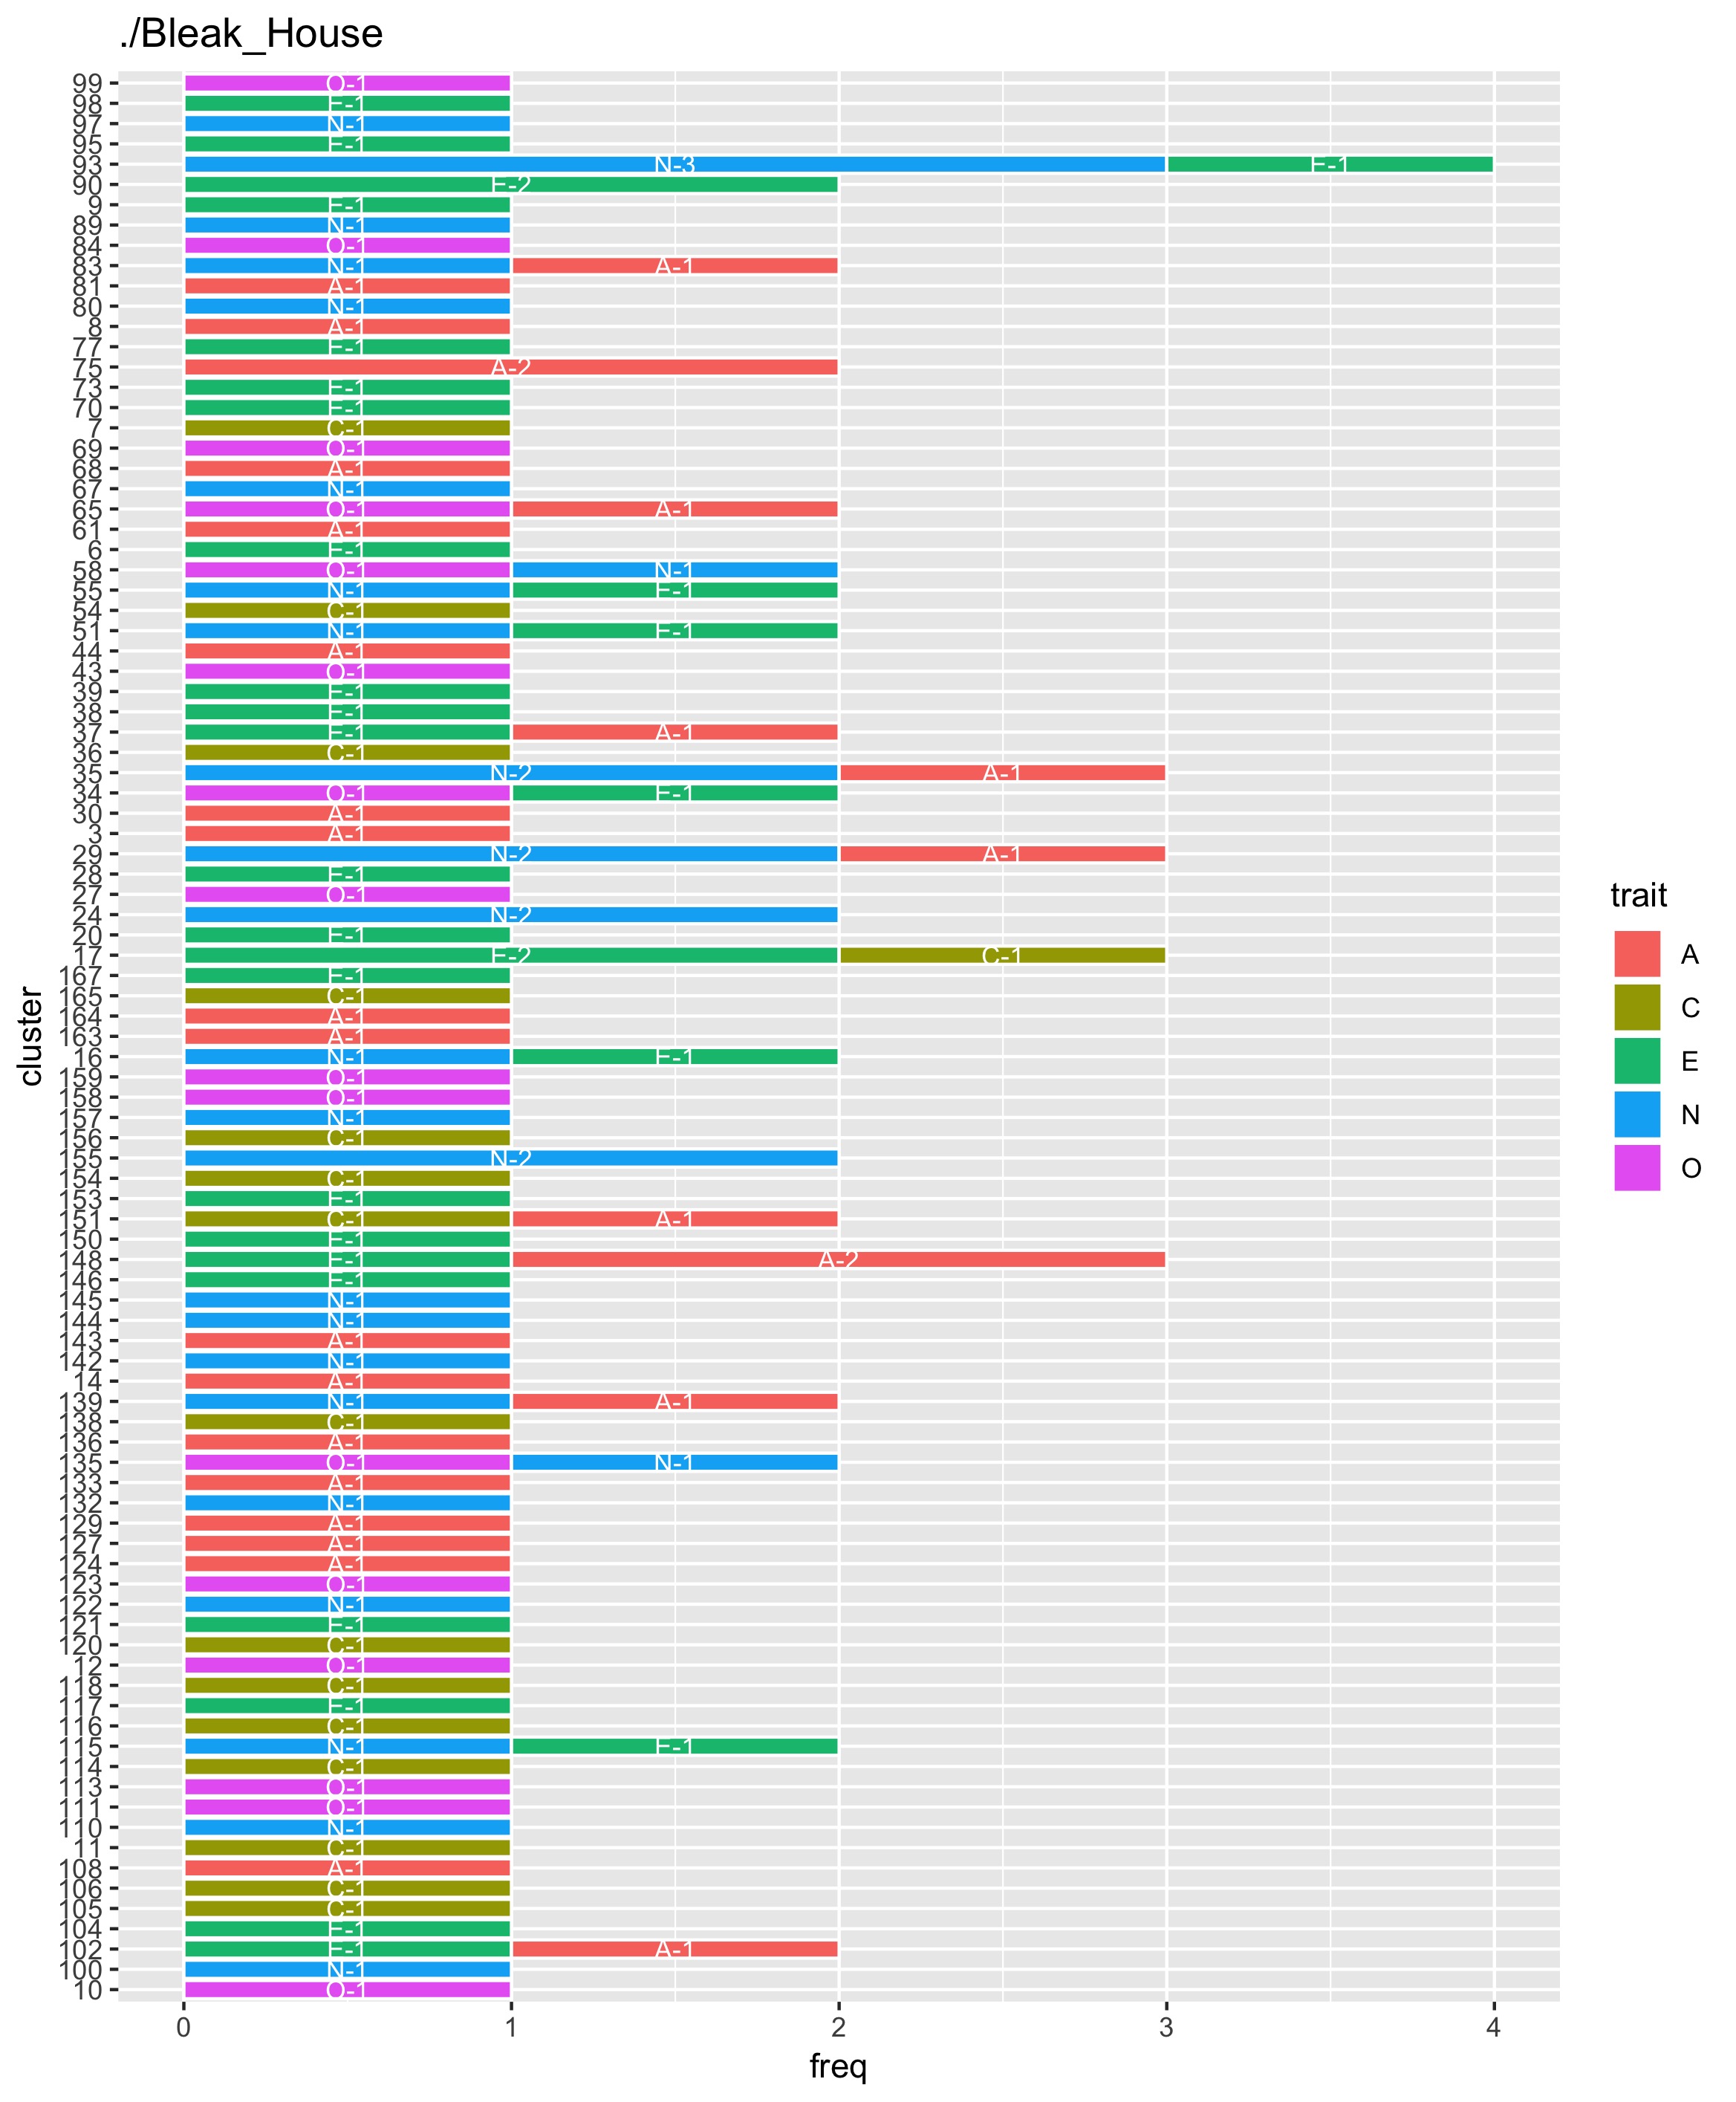 ./Bleak_House
99 O-1
98 E-1
97 N-1
95 E-1
93 N-3 E-1
90 E-2
9 E-1
89 N-1
84 O-1
83 N-1 A-1
81 A-1
80 N-1
8 A-1
77 E-1
75 A-2
73 E-1
70 E-1
7 C-1
69 O-1
68 A-1
67 N-1
65 O-1 A-1
61 A-1
6 E-1
58 O-1 N-1
55 N-1 E-1
54 C-1
51 N-1 E-1
44 A-1
43 O-1
39 E-1
38 E-1
37 E-1 A-1
36 C-1
35 N-2 A-1
34 O-1 E-1
30 A-1
3 A-1
29 N-2 A-1
28 E-1
27 O-1
24 N-2
20 E-1
17 E-2 C-1
167 E-1
165 C-1
164 A-1
163 A-1
16 N-1 E-1
159 O-1
158 O-1
157 N-1
156 C-1
155 N-2
154 C-1
153 E-1
151 C-1 A-1
150 E-1
148 E-1 A-2
146 E-1
145 N-1
144 N-1
143 A-1
142 N-1
14 A-1
139 N-1 A-1
138 C-1
136 A-1
135 O-1 N-1
133 A-1
132 N-1
129 A-1
127 A-1
124 A-1
123 O-1
122 N-1
121 E-1
120 C-1
12 O-1
118 C-1
117 E-1
116 C-1
115 N-1 E-1
114 C-1
113 O-1
111 O-1
110 N-1
11 C-1
108 A-1
106 C-1
105 C-1
104 E-1
102 E-1 A-1
100 N-1
10 O-1
0 1 2 3 4
freq
cluster
trait
A
C
E
N
O